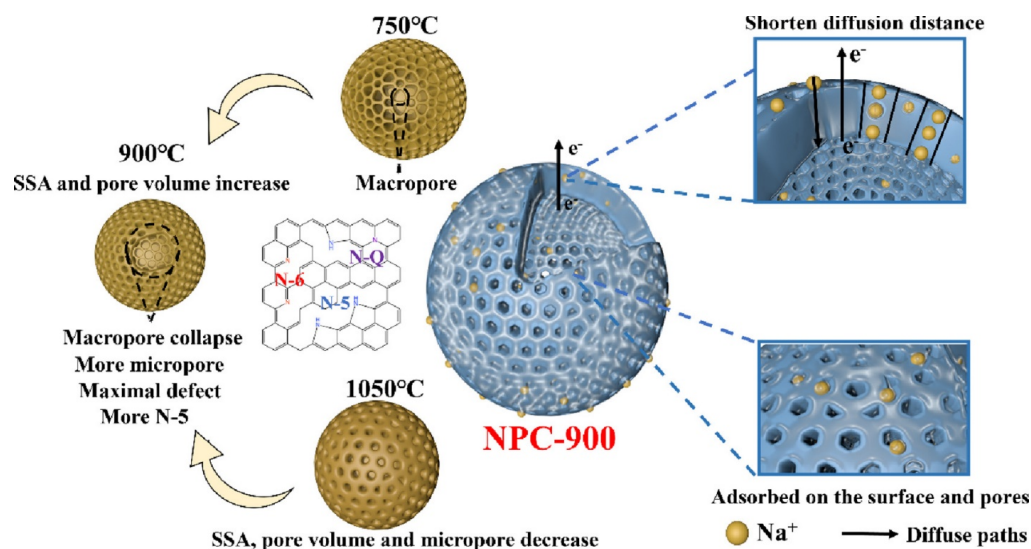 750°C
Macropore
900°C
SSA and pore volume increase
Macropore collapse
More micropore
Maximal defect
More N-5
1050°C
SSA, pore volume and micropore decrease
N-Q
N-6
N-5
N
H
N
N
N
N
H
H
N
e⁻
e⁻
NPC-900
Shorten diffusion distance
e⁻
e⁻
Adsorbed on the surface and pores
Na⁺
Diffuse paths